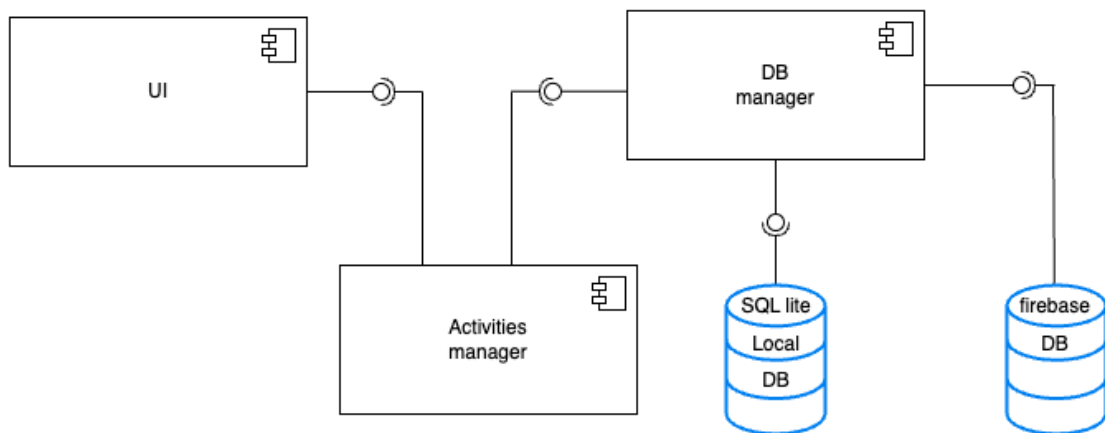 UI
DB
manager
Activities
manager
SQL lite
Local
DB
firebase
DB